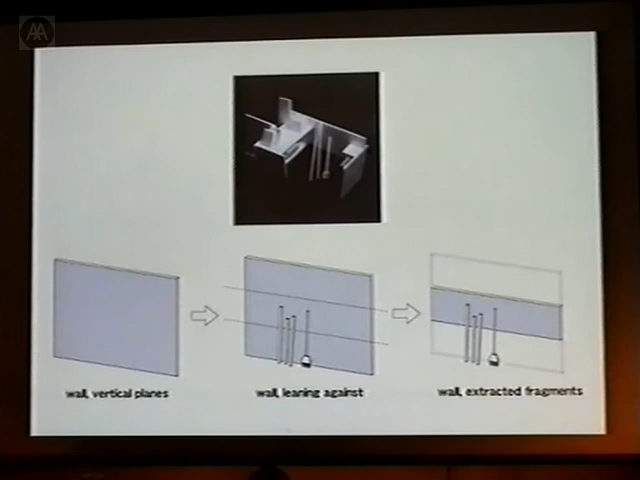 AA
wall, vertical planes
wall, leaning against
wall, extracted fragments